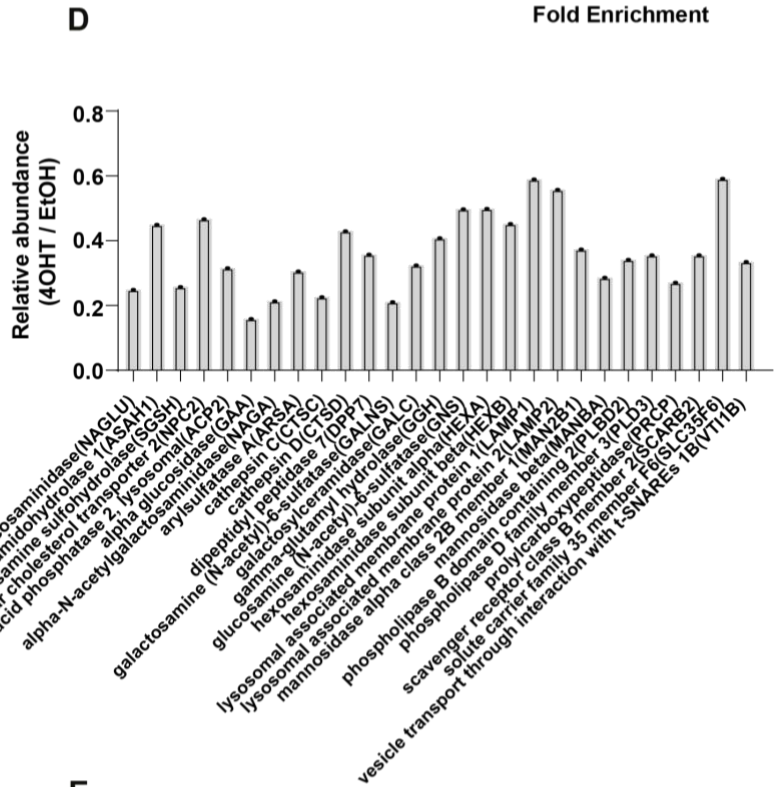 D
Fold Enrichment
Relative abundance
(4OHT / EtOH)
0.8
0.6
0.4
0.2
0.0
osaminidase(NAGLU)
amidohydrolase 1(ASAH1)
samine sulfohydrolase(SGSH)
r cholesterol transporter 2(NPC2)
acid phosphatase 2, lysosomal(ACP2)
alpha glucosidase(GAA)
alpha-N-acetylgalactosaminidase(NAGA)
arylsulfatase A(ARSA)
cathepsin C(CTSC)
cathepsin D(CTSD)
dipeptidyl peptidase 7(DPP7)
galactosamine (N-acetyl)-6-sulfatase(GALNS)
galactosylceramidase(GALC)
gamma-glutamyl hydrolase(GGH)
glucosamine (N-acetyl)-6-sulfatase(GNS)
hexosaminidase subunit alpha(HEXA)
hexosaminidase subunit beta(HEXB)
lysosomal associated membrane protein 1(LAMP1)
lysosomal associated membrane protein 2(LAMP2)
mannosidase alpha class 2B member 1(MAN2B1)
mannosidase beta(MANBA)
phospholipase B domain containing 2(PLBD2)
phospholipase D family member 3(PLD3)
prolylcarboxypeptidase(PRCP)
scavenger receptor class B member 2(SCARB2)
solute carrier family 35 member F6(SLC35F6)
vesicle transport through interaction with t-SNAREs 1B(VTI1B)